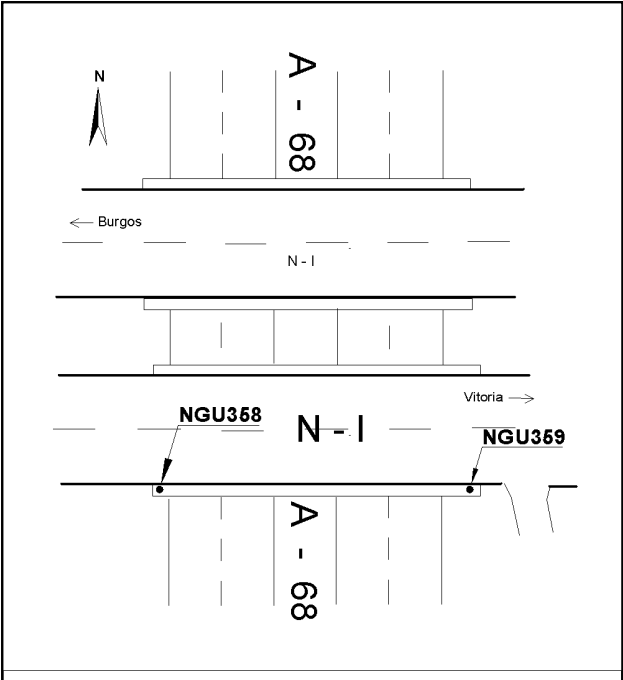 A - 68
N
← Burgos
N - I
Vitoria →
NGU358
N - I
NGU359
A - 68